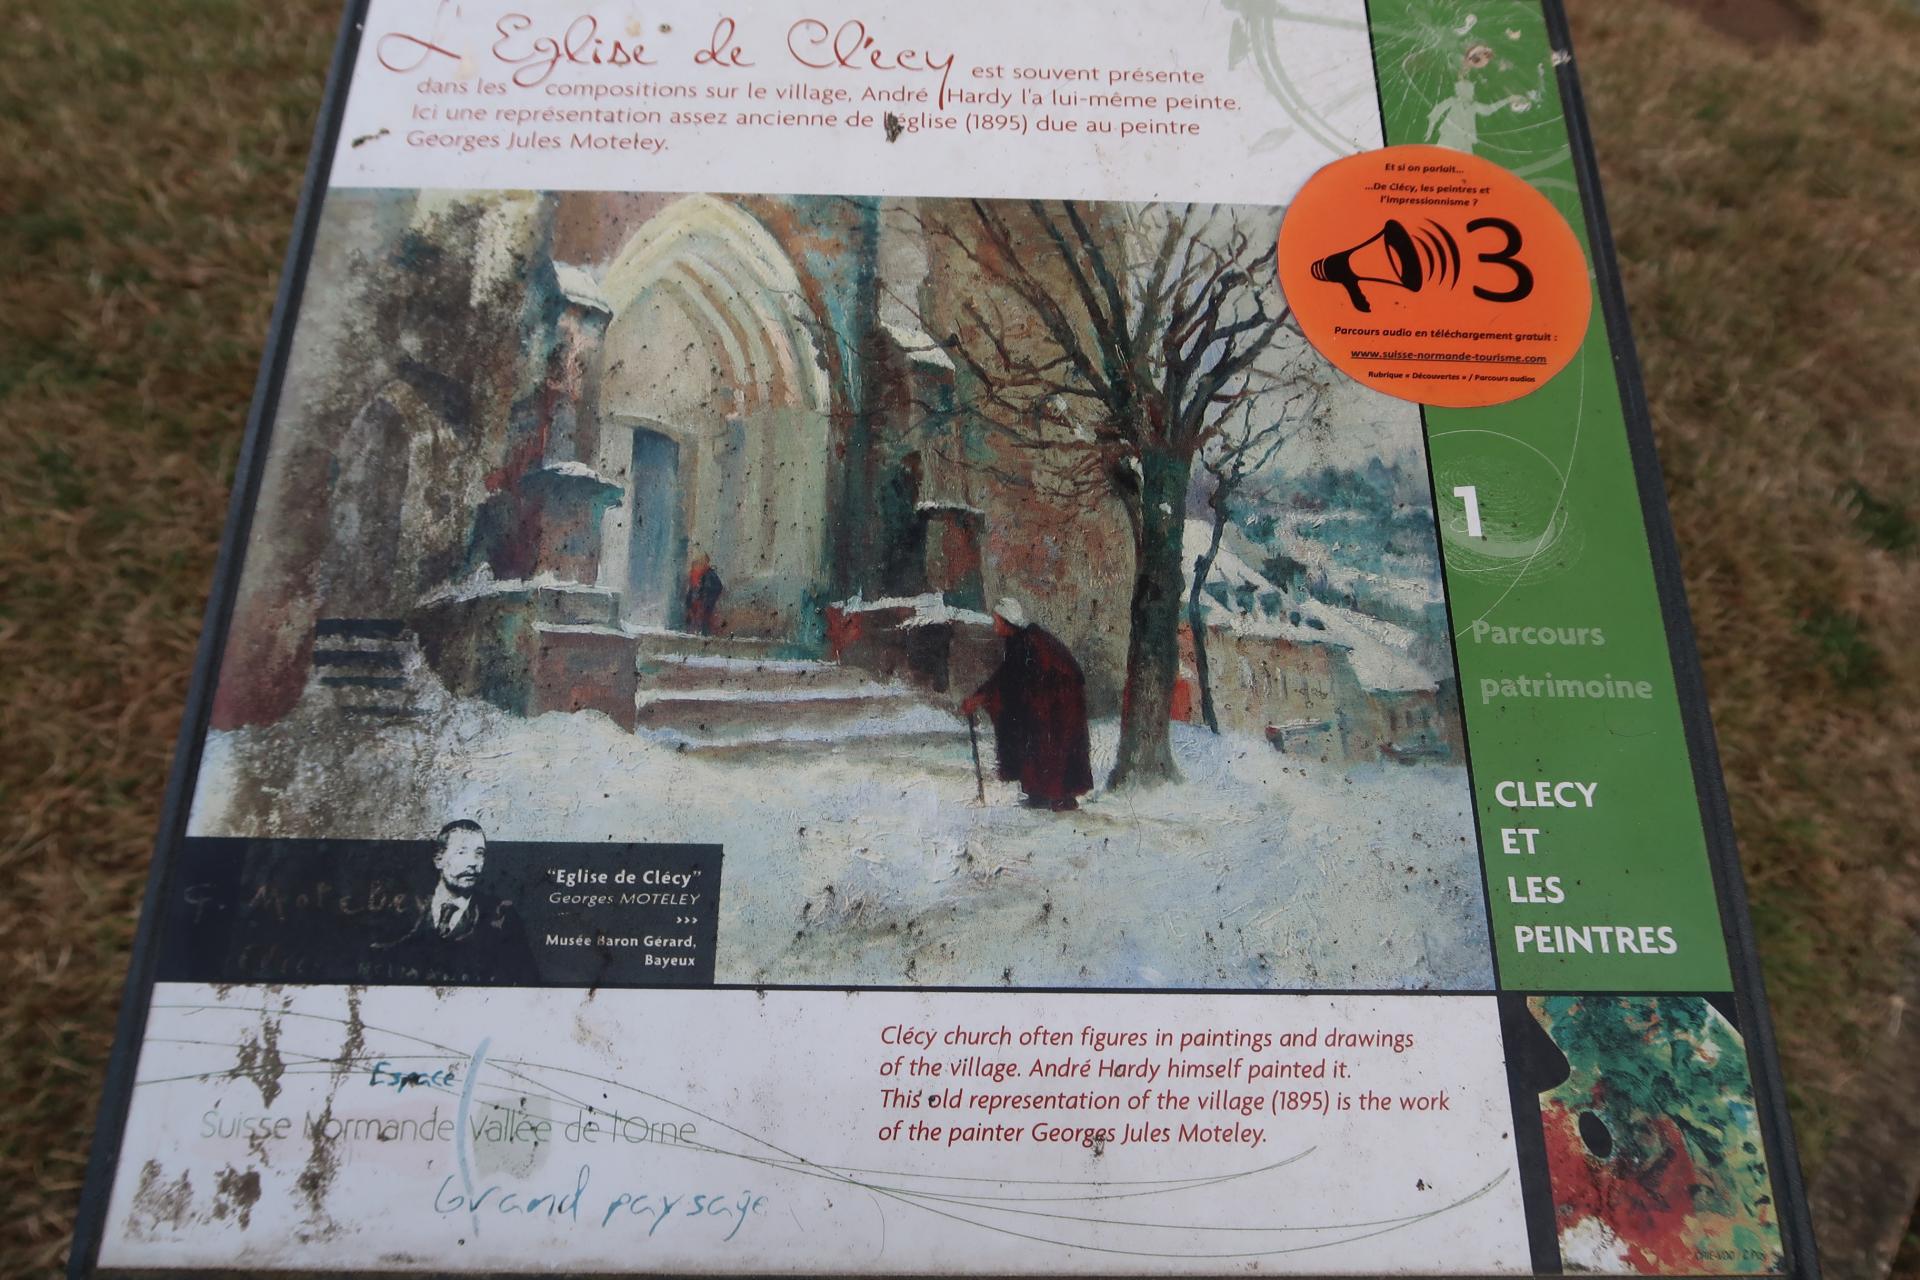 L'Eglise de Clécy est souvent présente
dans les compositions sur le village, André Hardy l'a lui-même peinte.
Ici une représentation assez ancienne de l'église (1895) due au peintre
Georges Jules Moteley.
Et si on parlait...
...De Clécy, les peintres et
l'impressionnisme ?
3
Parcours audio en téléchargement gratuit :
www.suisse-normande-tourisme.com
Rubrique « Découvertes » / Parcours audios
1
Parcours
patrimoine
CLECY
ET
LES
PEINTRES
G. Moteley
"Eglise de Clécy"
Georges MOTELEY
>>>
Musée Baron Gérard,
Bayeux
Clécy church often figures in paintings and drawings
of the village. André Hardy himself painted it.
This old representation of the village (1895) is the work
of the painter Georges Jules Moteley.
Espace
Suisse Normande Vallée de l'Orne
Grand paysage